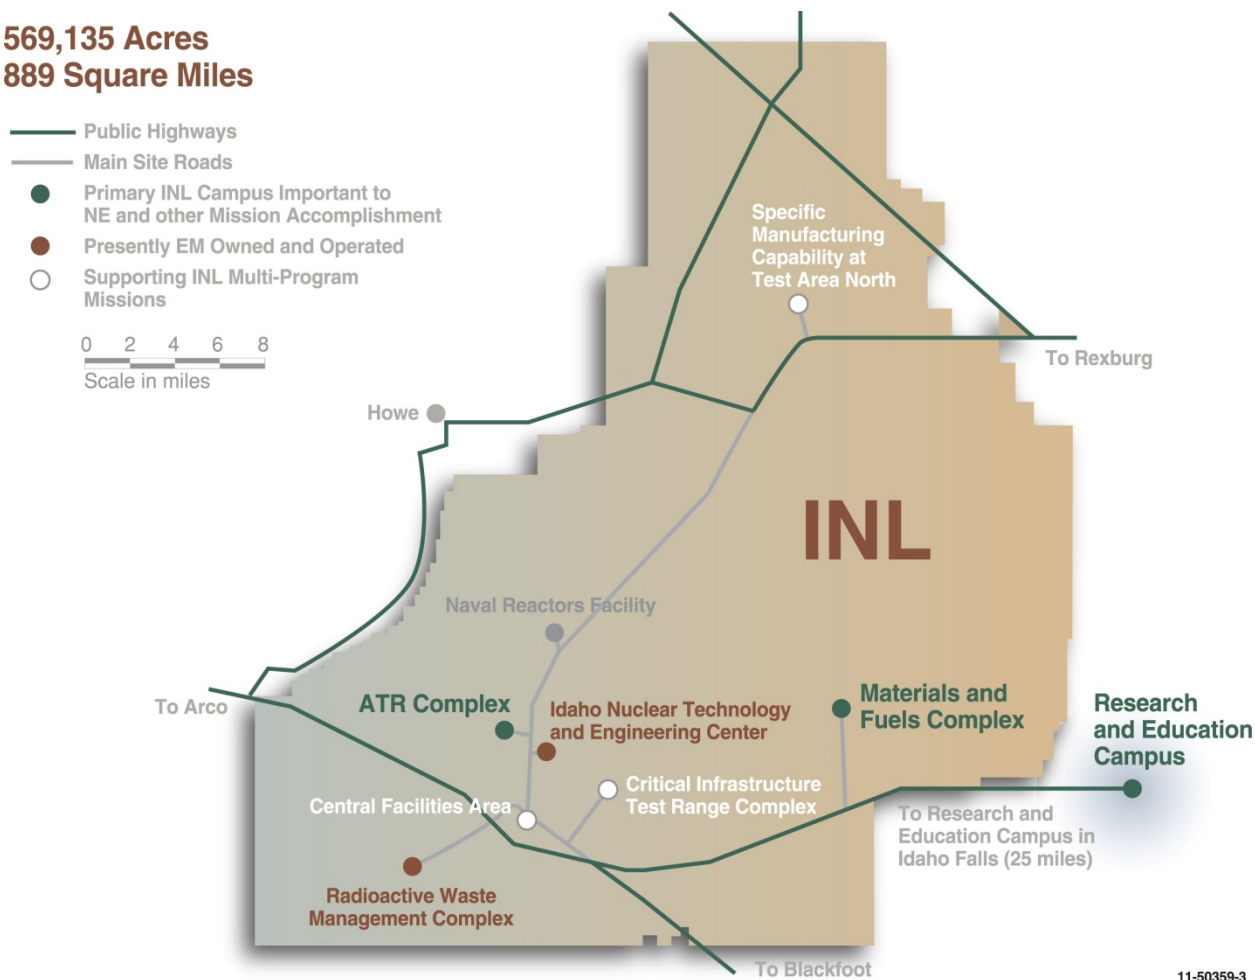 569,135 Acres
889 Square Miles
Public Highways
Main Site Roads
Primary INL Campus Important to
NE and other Mission Accomplishment
Presently EM Owned and Operated
Supporting INL Multi-Program
Missions
0 2 4 6 8
Scale in miles
Specific
Manufacturing
Capability at
Test Area North
To Rexburg
Howe
INL
Naval Reactors Facility
To Arco
ATR Complex
Idaho Nuclear Technology
and Engineering Center
Materials and
Fuels Complex
Research
and Education
Campus
Central Facilities Area
Critical Infrastructure
Test Range Complex
To Research and
Education Campus in
Idaho Falls (25 miles)
Radioactive Waste
Management Complex
To Blackfoot
11-50359-3